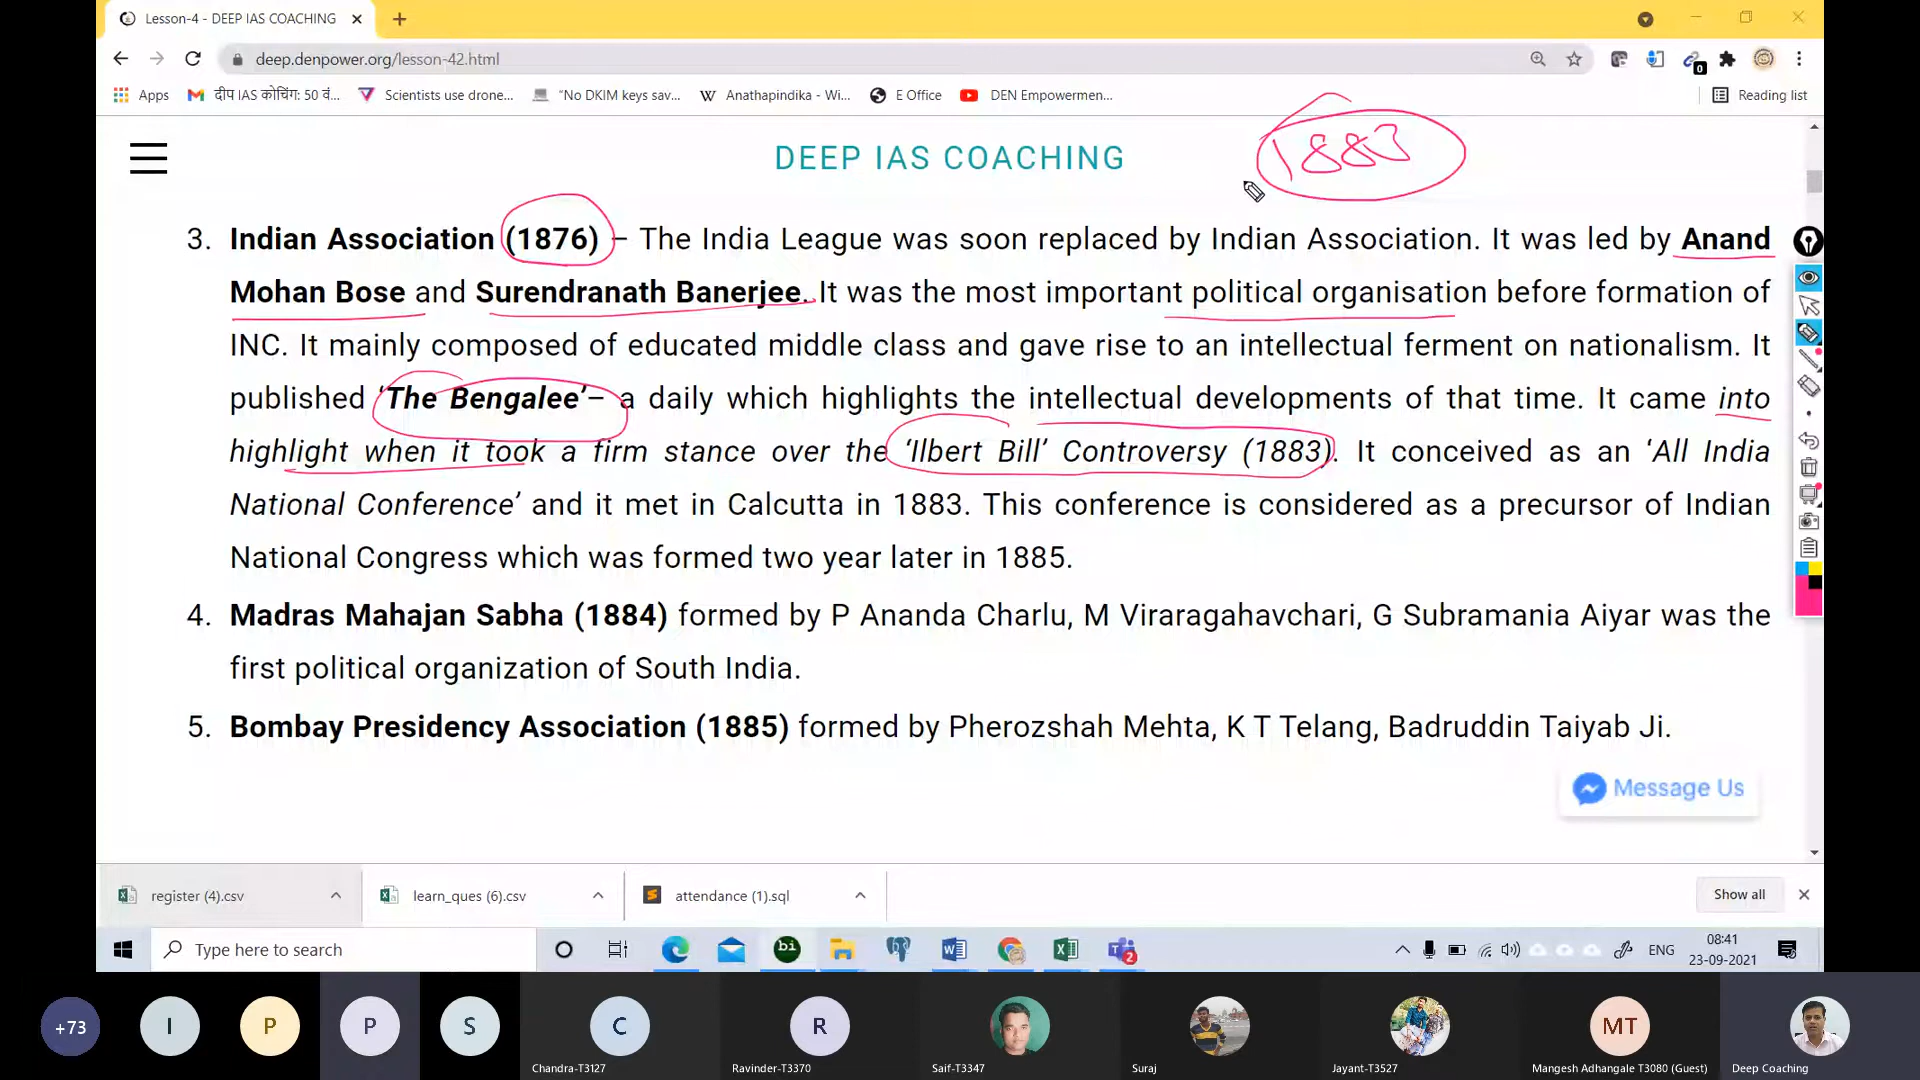 Lesson-4 - DEEP IAS COACHING
deep.denpower.org/lesson-42.html
0
Apps
दीप IAS कोचिंग: 50 वं...
Scientists use drone...
"No DKIM keys sav...
W Anathapindika - Wi...
E Office
DEN Empowermen...
Reading list
DEEP IAS COACHING
1883
3. Indian Association (1876) – The India League was soon replaced by Indian Association. It was led by Anand
Mohan Bose and Surendranath Banerjee. It was the most important political organisation before formation of
INC. It mainly composed of educated middle class and gave rise to an intellectual ferment on nationalism. It
published ‘The Bengalee’– a daily which highlights the intellectual developments of that time. It came into
highlight when it took a firm stance over the ‘Ilbert Bill’ Controversy (1883). It conceived as an ‘All India
National Conference’ and it met in Calcutta in 1883. This conference is considered as a precursor of Indian
National Congress which was formed two year later in 1885.
4. Madras Mahajan Sabha (1884) formed by P Ananda Charlu, M Viraragahavchari, G Subramania Aiyar was the
first political organization of South India.
5. Bombay Presidency Association (1885) formed by Pherozshah Mehta, K T Telang, Badruddin Taiyab Ji.
Message Us
register (4).csv
learn_ques (6).csv
attendance (1).sql
Show all
Type here to search
bi
2
ENG
08:41
23-09-2021
+73
I
P
P
S
C
R
MT
Chandra-T3127
Ravinder-T3370
Saif-T3347
Suraj
Jayant-T3527
Mangesh Adhangale T3080 (Guest)
Deep Coaching